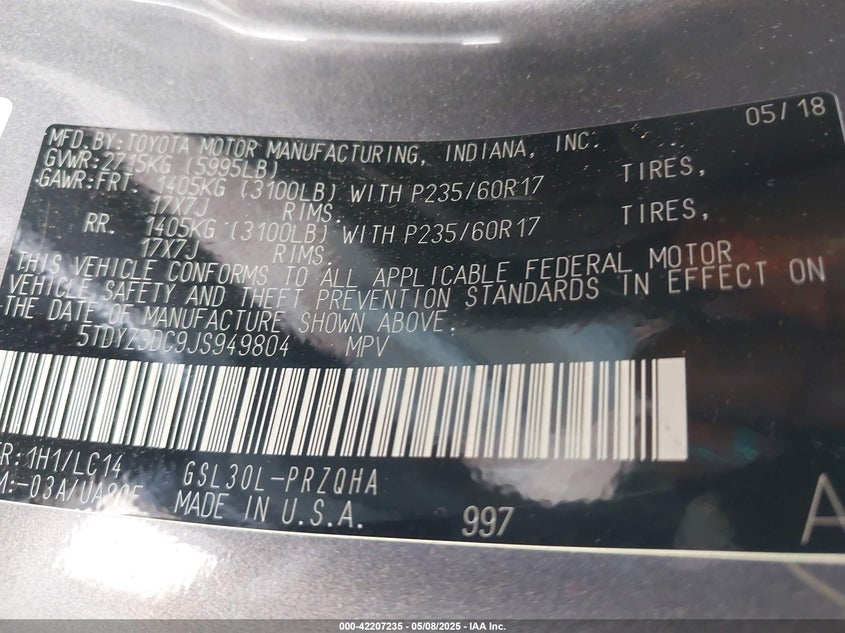 05/18
MFD.BY:TOYOTA MOTOR MANUFACTURING, INDIANA, INC.
GVWR:2715KG (5995LB)
GAWR:FRT. 1405KG (3100LB) WITH P235/60R17 TIRES,
17X7J RIMS.
RR. 1405KG (3100LB) WITH P235/60R17 TIRES,
17X7J RIMS.
THIS VEHICLE CONFORMS TO ALL APPLICABLE FEDERAL MOTOR
VEHICLE SAFETY AND THEFT PREVENTION STANDARDS IN EFFECT ON
THE DATE OF MANUFACTURE SHOWN ABOVE.
5TDYZ3DC9JS949804 MPV
R:1H1/LC14 GSL30L-PRZQHA
M:-03A/ MADE IN U.S.A. 997 A
000-42207235 - 05/08/2025 - IAA Inc.